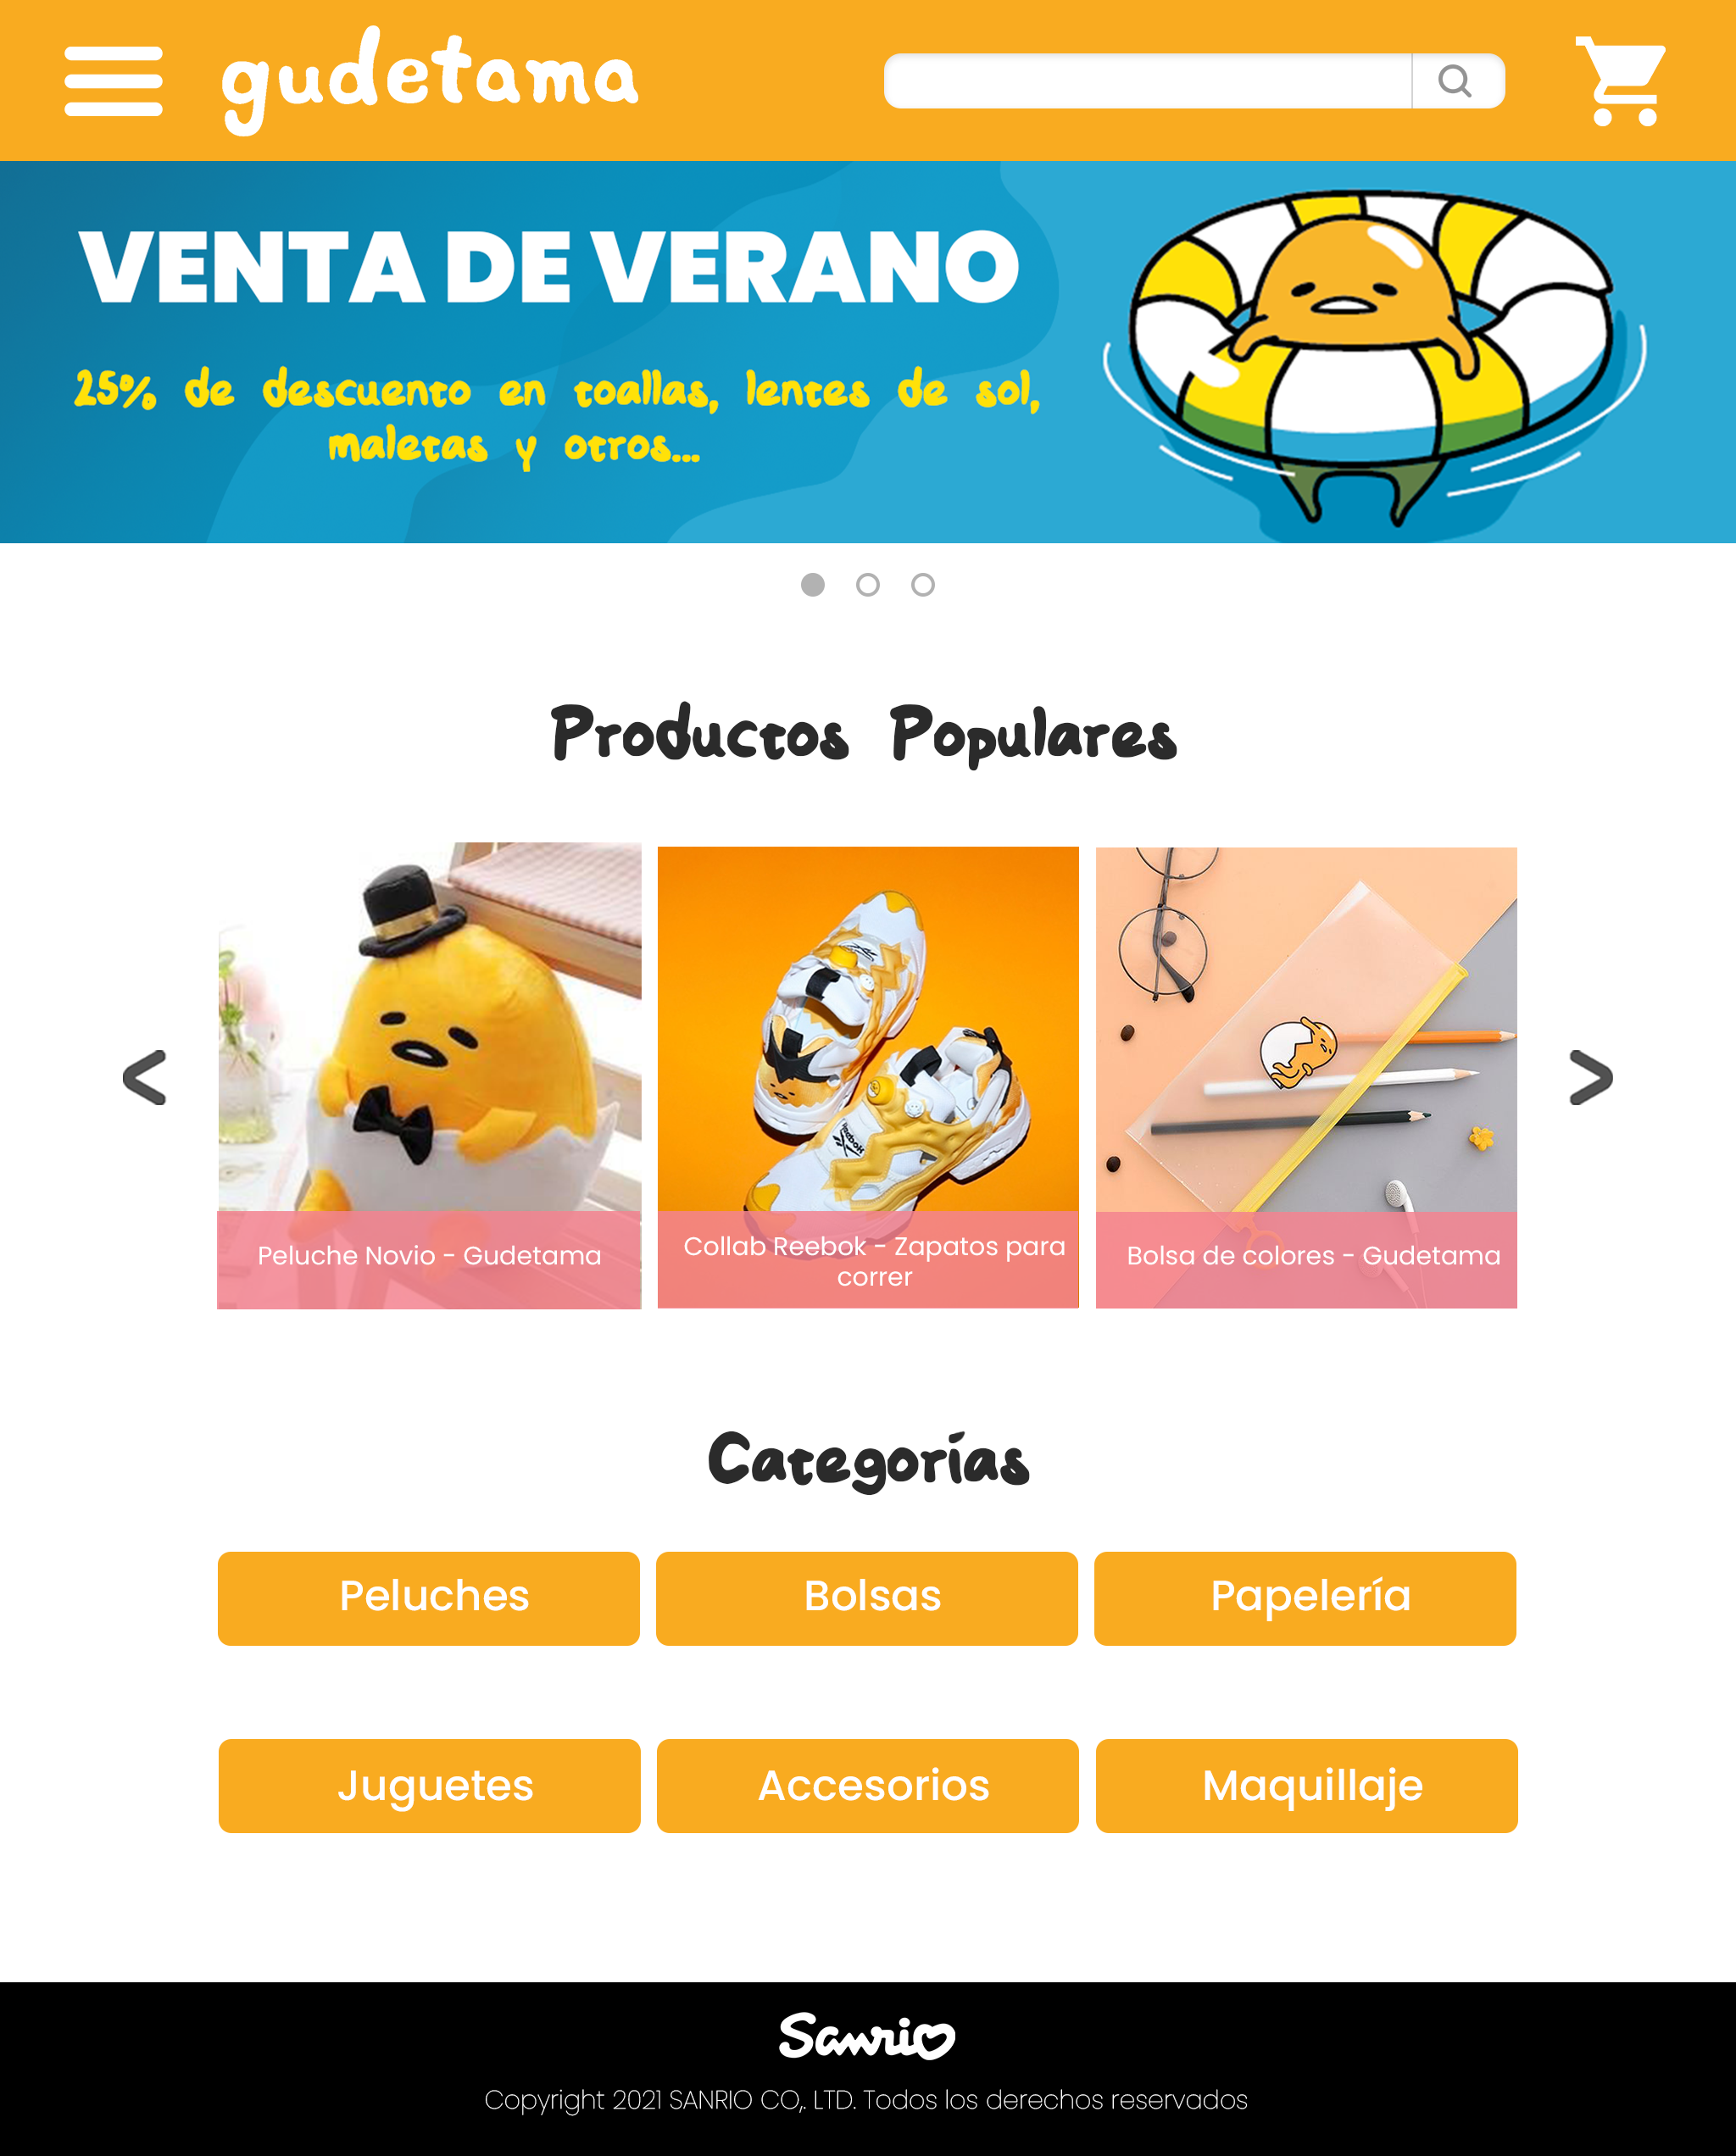 gudetama
VENTA DE VERANO
25% de descuento en toallas, lentes de sol,
maletas y otros...
Productos Populares
Peluche Novio - Gudetama
Reebok
Collab Reebok - Zapatos para
correr
Bolsa de colores - Gudetama
Categorías
Peluches
Bolsas
Papelería
Juguetes
Accesorios
Maquillaje
Sanrio
Copyright 2021 SANRIO CO,. LTD. Todos los derechos reservados